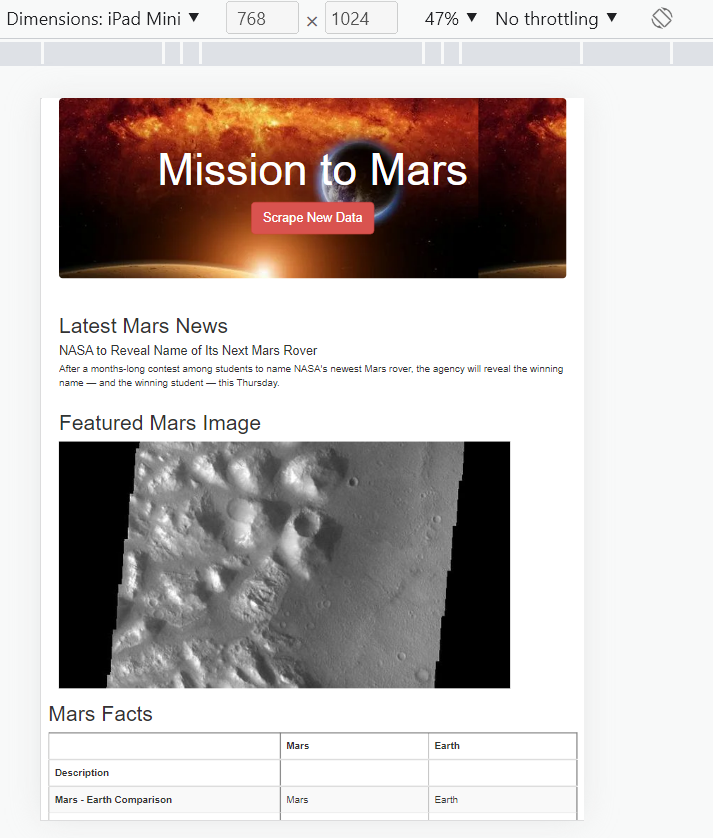 Dimensions: iPad Mini ▼ 768 × 1024 47% ▼ No throttling ▼
Mission to Mars
Scrape New Data
Latest Mars News
NASA to Reveal Name of Its Next Mars Rover
After a months-long contest among students to name NASA's newest Mars rover, the agency will reveal the winning
name — and the winning student — this Thursday.
Featured Mars Image
Mars Facts
Mars Earth
Description
Mars - Earth Comparison Mars Earth